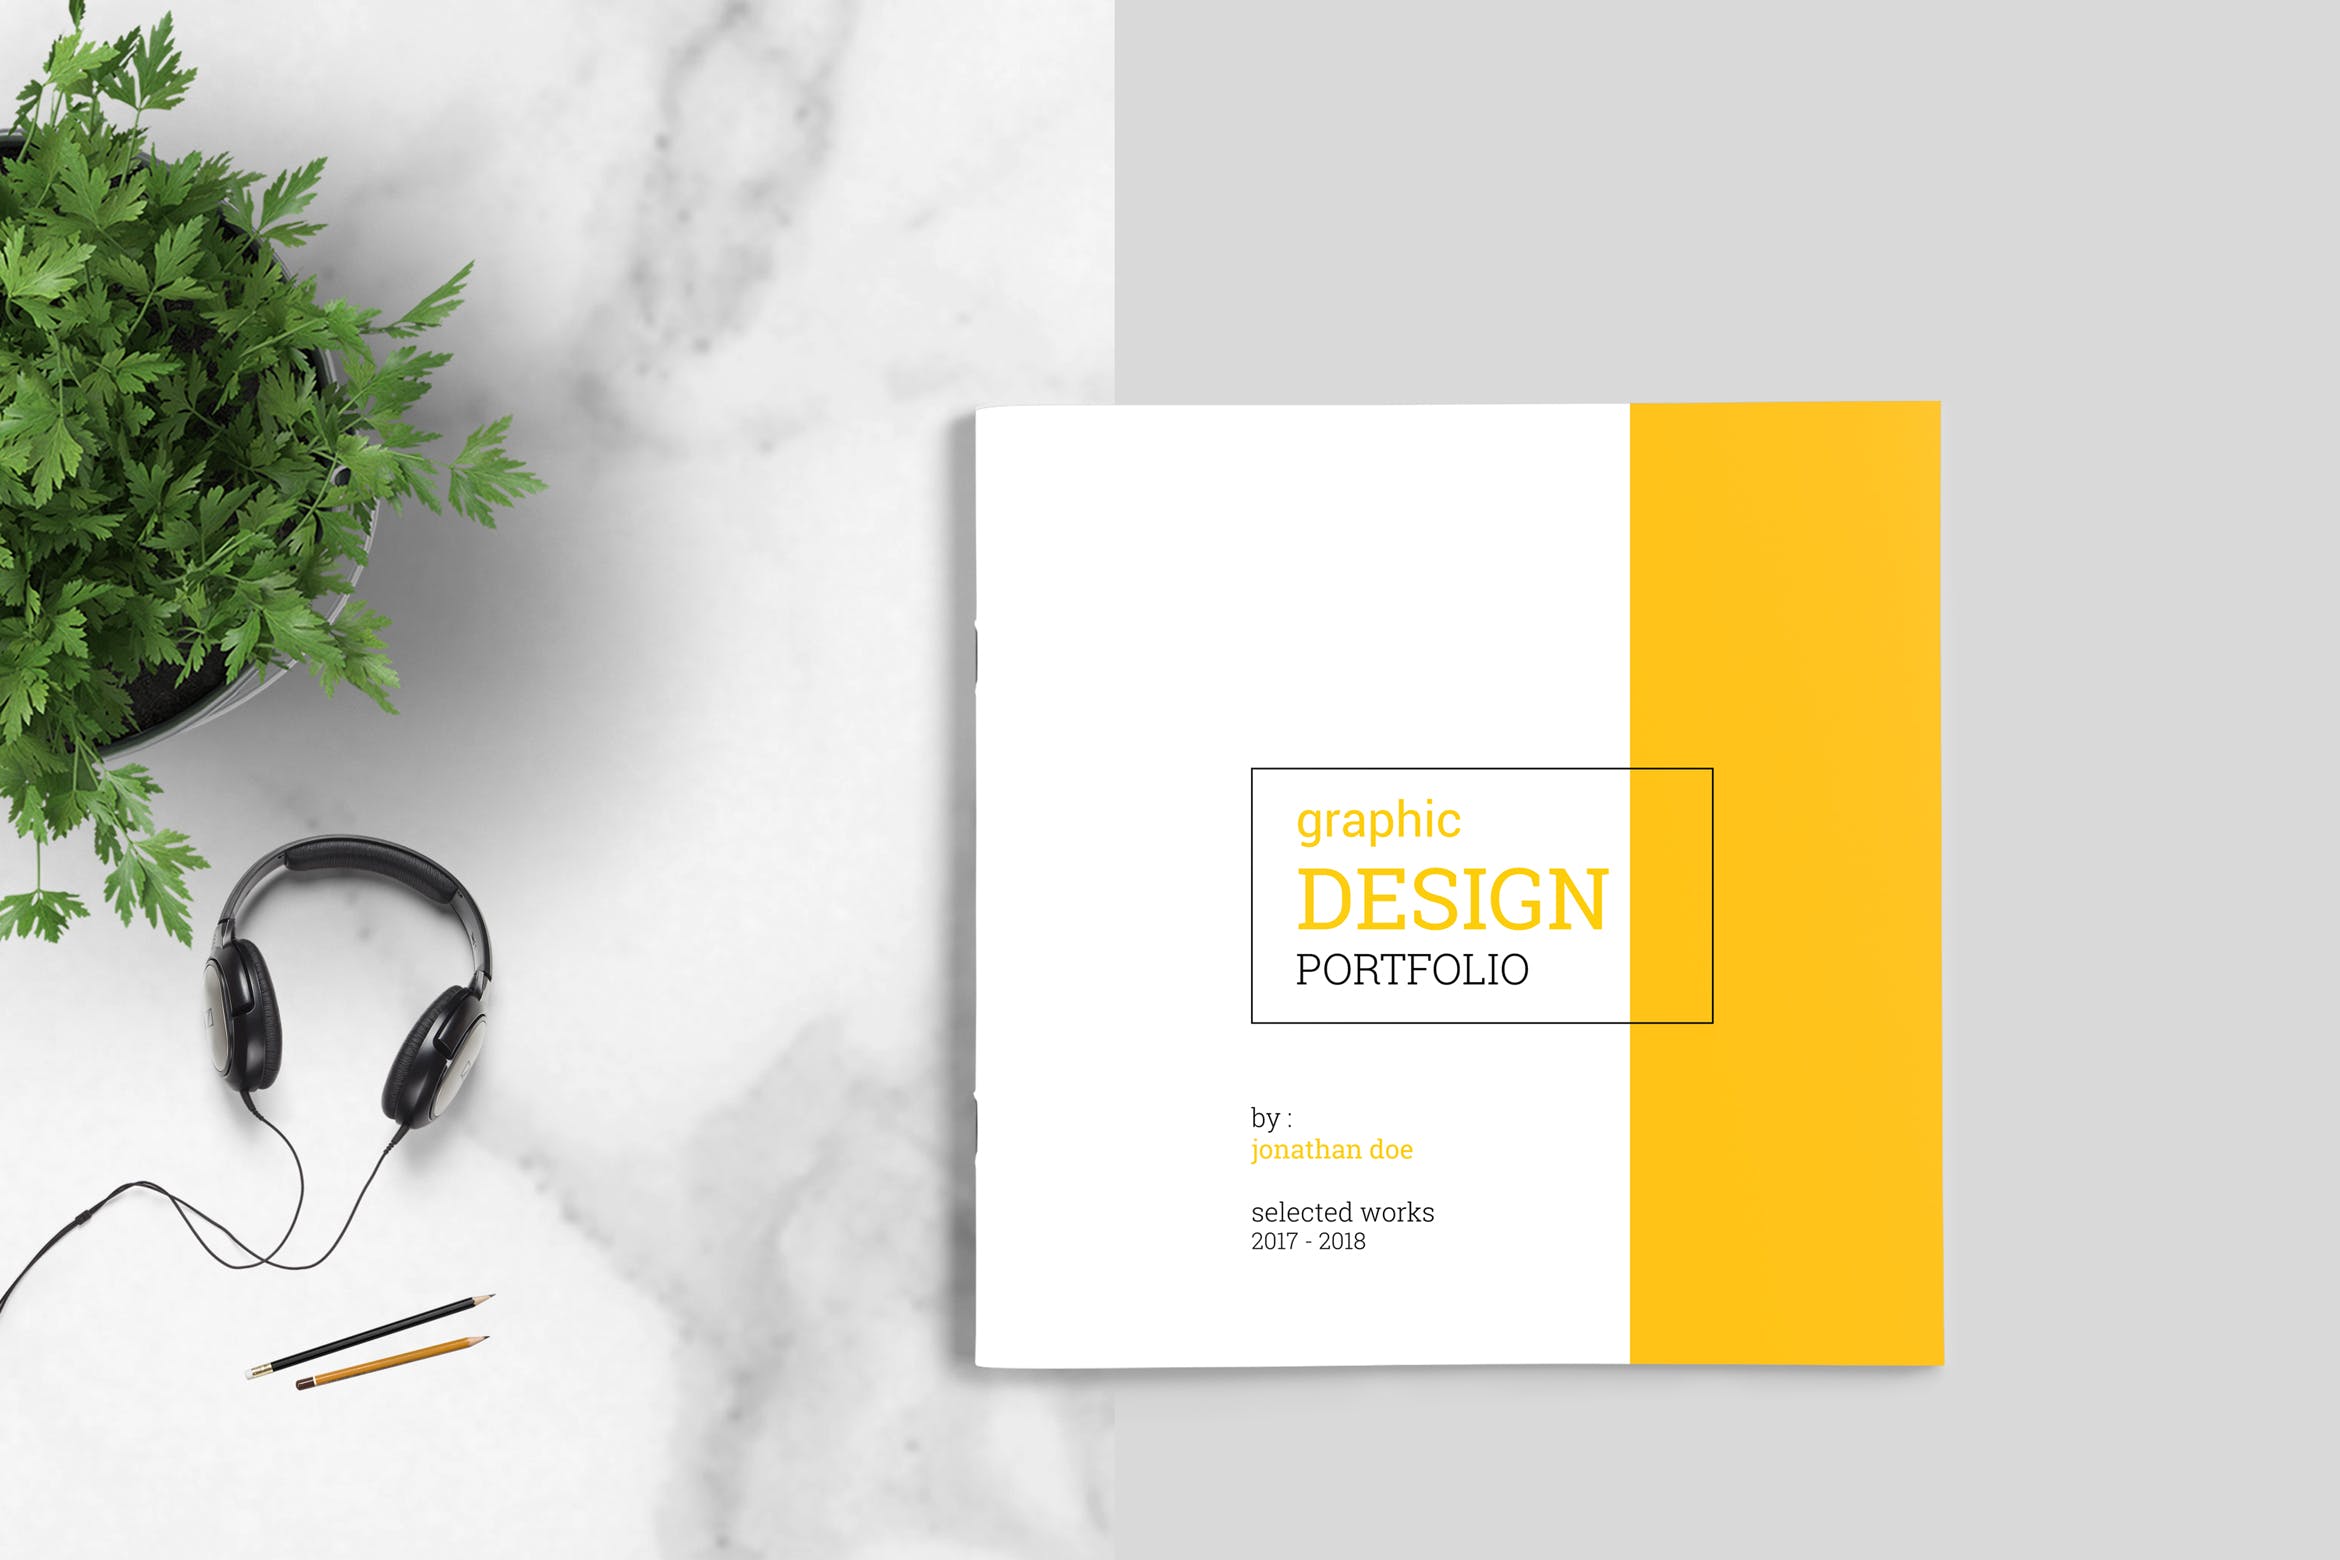 graphic
DESIGN
PORTFOLIO
by :
jonathan doe
selected works
2017 - 2018